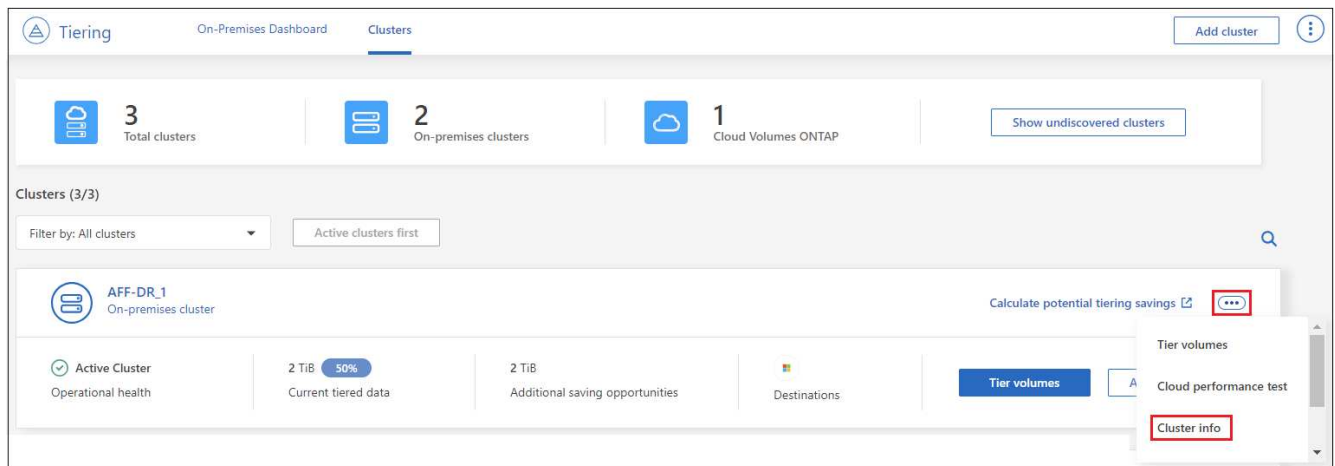 Tiering
On-Premises Dashboard
Clusters
Add cluster
3
Total clusters
2
On-premises clusters
1
Cloud Volumes ONTAP
Show undiscovered clusters
Clusters (3/3)
Filter by: All clusters
Active clusters first
AFF-DR_1
On-premises cluster
Calculate potential tiering savings
Active Cluster
Operational health
2 TiB 50%
Current tiered data
2 TiB
Additional saving opportunities
Destinations
Tier volumes
A
Tier volumes
Cloud performance test
Cluster info